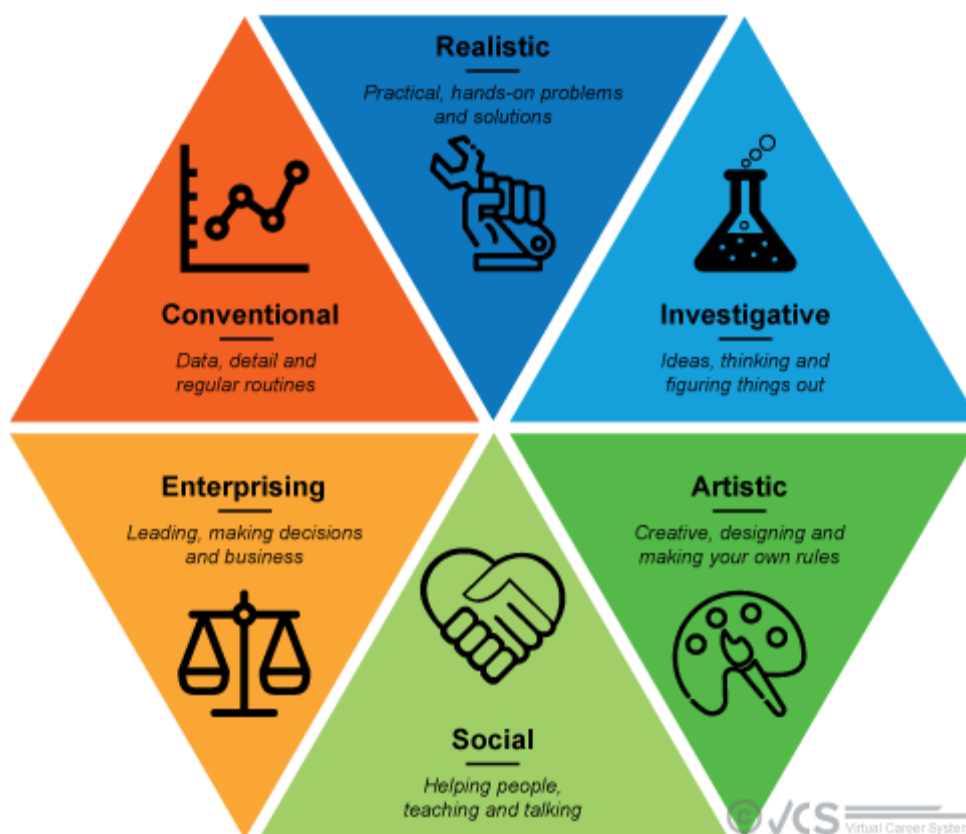 Realistic
Practical, hands-on problems
and solutions
Conventional
Data, detail and
regular routines
Investigative
Ideas, thinking and
figuring things out
Enterprising
Leading, making decisions
and business
Artistic
Creative, designing and
making your own rules
Social
Helping people,
teaching and talking
© VCS
Virtual Career System